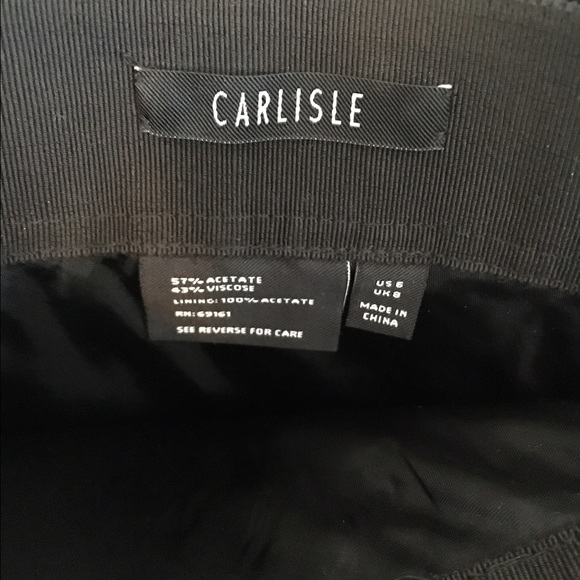 CARLISLE
57% ACETATE
43% VISCOSE
LINING: 100% ACETATE
RN: 69161
SEE REVERSE FOR CARE
US 6
UK 8
MADE IN
CHINA